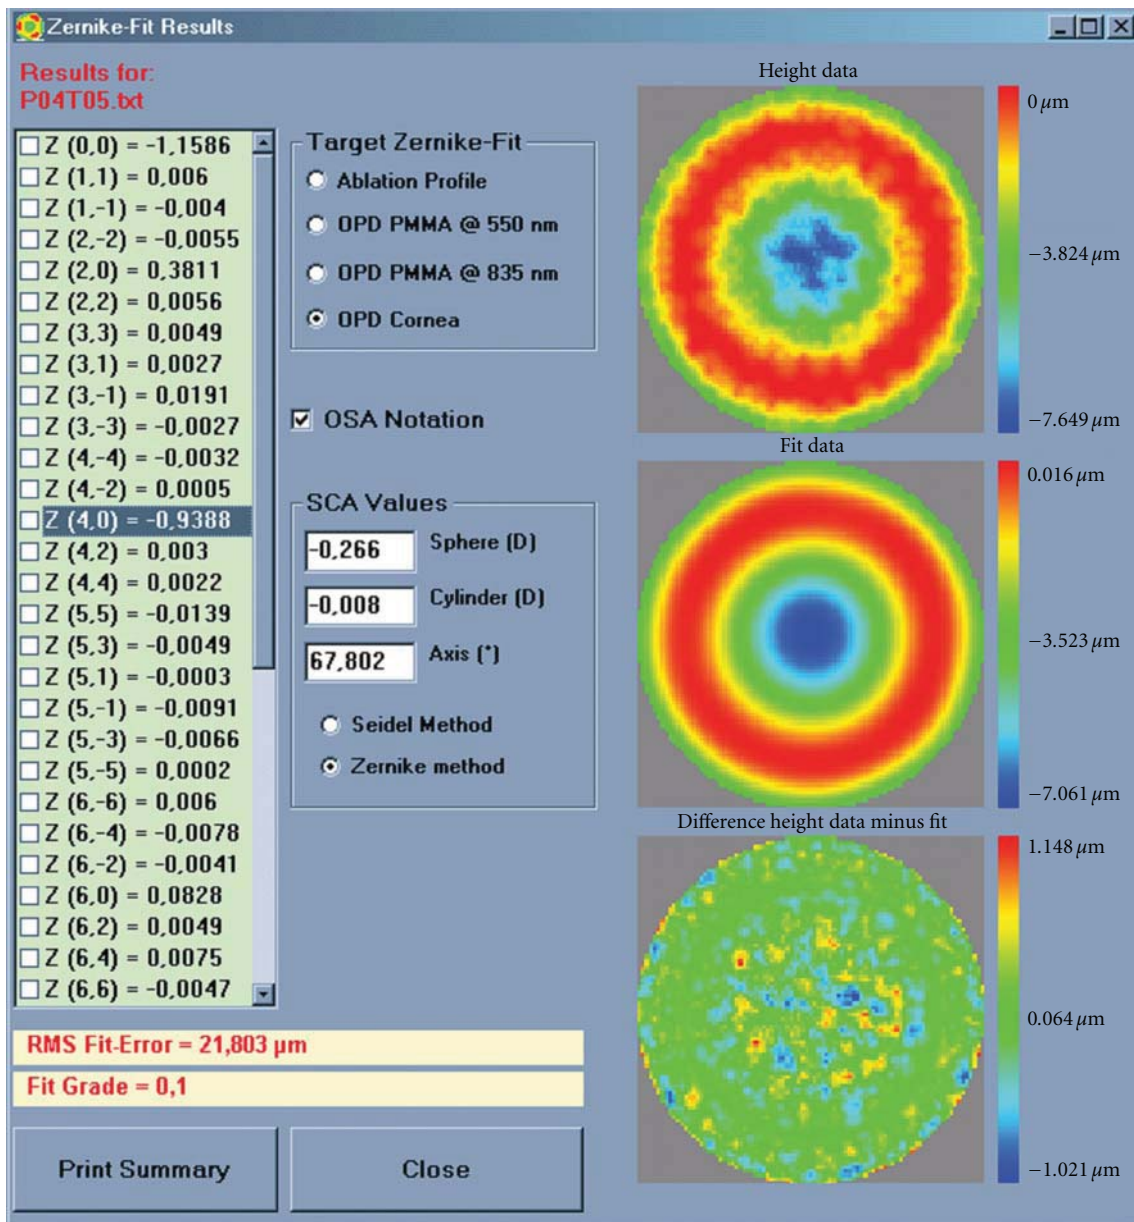 Zernike-Fit Results
Results for:
P04T05.txt
Z (0,0) = -1,1586
Z (1,1) = 0,006
Z (1,-1) = -0,004
Z (2,-2) = -0,0055
Z (2,0) = 0,3811
Z (2,2) = 0,0056
Z (3,3) = 0,0049
Z (3,1) = 0,0027
Z (3,-1) = 0,0191
Z (3,-3) = -0,0027
Z (4,-4) = -0,0032
Z (4,-2) = 0,0005
Z (4,0) = -0,9388
Z (4,2) = 0,003
Z (4,4) = 0,0022
Z (5,5) = -0,0139
Z (5,3) = -0,0049
Z (5,1) = -0,0003
Z (5,-1) = -0,0091
Z (5,-3) = -0,0066
Z (5,-5) = 0,0002
Z (6,-6) = 0,006
Z (6,-4) = -0,0078
Z (6,-2) = -0,0041
Z (6,0) = 0,0828
Z (6,2) = 0,0049
Z (6,4) = 0,0075
Z (6,6) = -0,0047
Target Zernike-Fit
Ablation Profile
OPD PMMA @ 550 nm
OPD PMMA @ 835 nm
OPD Cornea
OSA Notation
SCA Values
-0,266 Sphere (D)
-0,008 Cylinder (D)
67,802 Axis (°)
Seidel Method
Zernike method
RMS Fit-Error = 21,803 µm
Fit Grade = 0,1
Print Summary
Close
Height data
0 µm
−3.824 µm
−7.649 µm
Fit data
0.016 µm
−3.523 µm
−7.061 µm
Difference height data minus fit
1.148 µm
0.064 µm
−1.021 µm